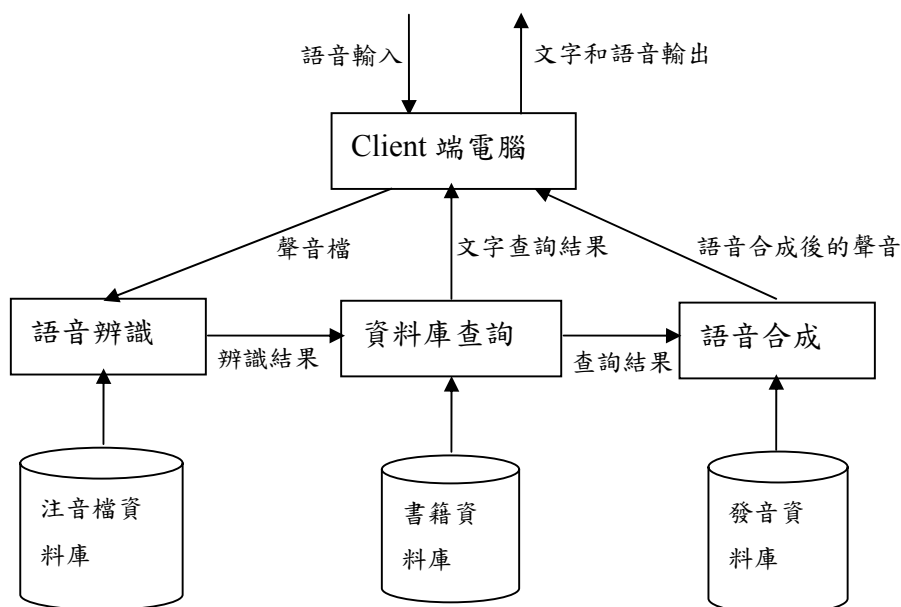 語音輸入
文字和語音輸出
Client 端電腦
聲音檔
文字查詢結果
語音合成後的聲音
語音辨識
辨識結果
資料庫查詢
查詢結果
語音合成
注音檔資
料庫
書籍資
料庫
發音資
料庫